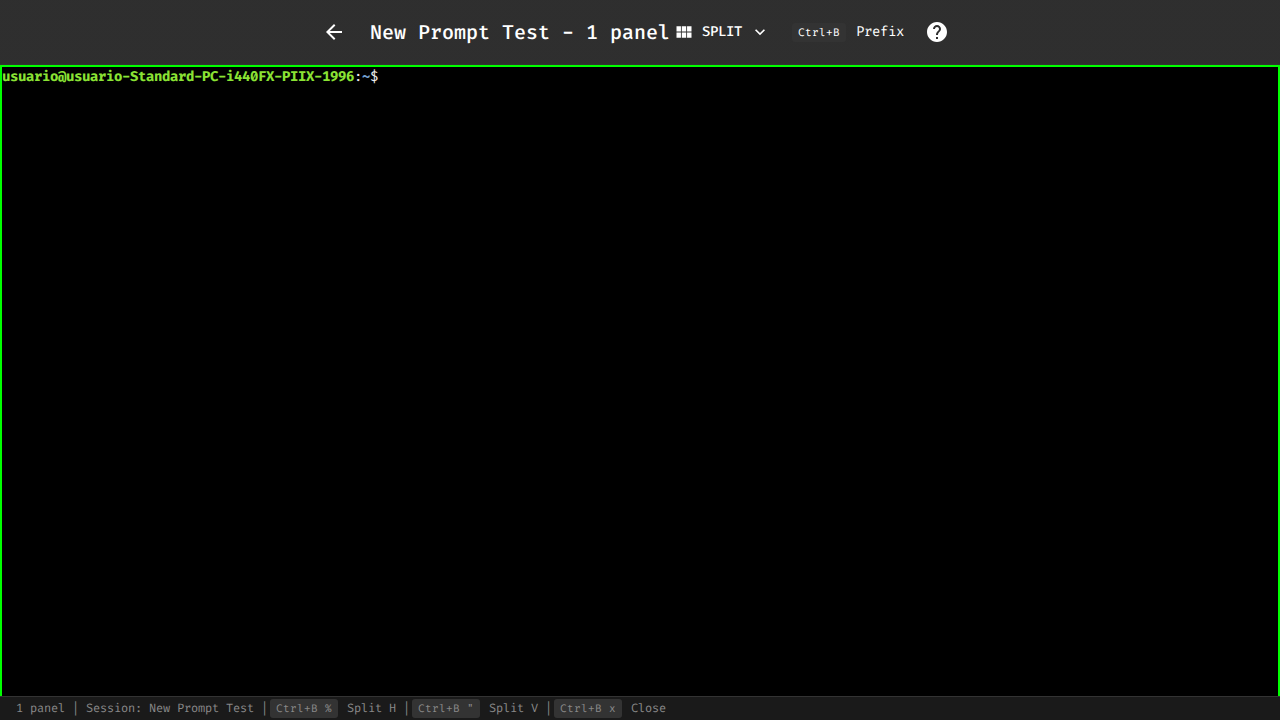 New Prompt Test - 1 panel SPLIT Ctrl+B Prefix ?
usuario@usuario-Standard-PC-i440FX-PIIX-1996:~$
1 panel | Session: New Prompt Test | Ctrl+B % Split H | Ctrl+B " Split V | Ctrl+B x Close